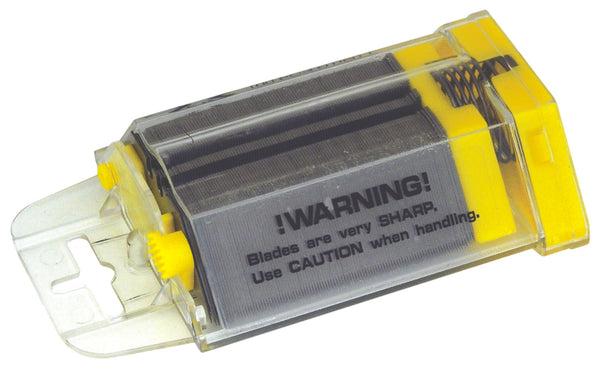 !WARNING!
Blades are very SHARP.
Use CAUTION when handling.